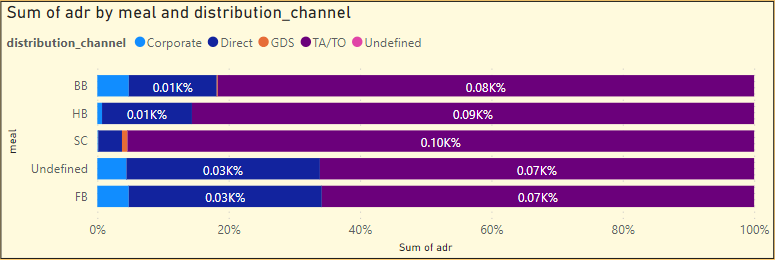 Sum of adr by meal and distribution_channel
distribution_channel Corporate Direct GDS TA/TO Undefined
meal
BB 0.01K% 0.08K%
HB 0.01K% 0.09K%
SC 0.10K%
Undefined 0.03K% 0.07K%
FB 0.03K% 0.07K%
0% 20% 40% 60% 80% 100%
Sum of adr